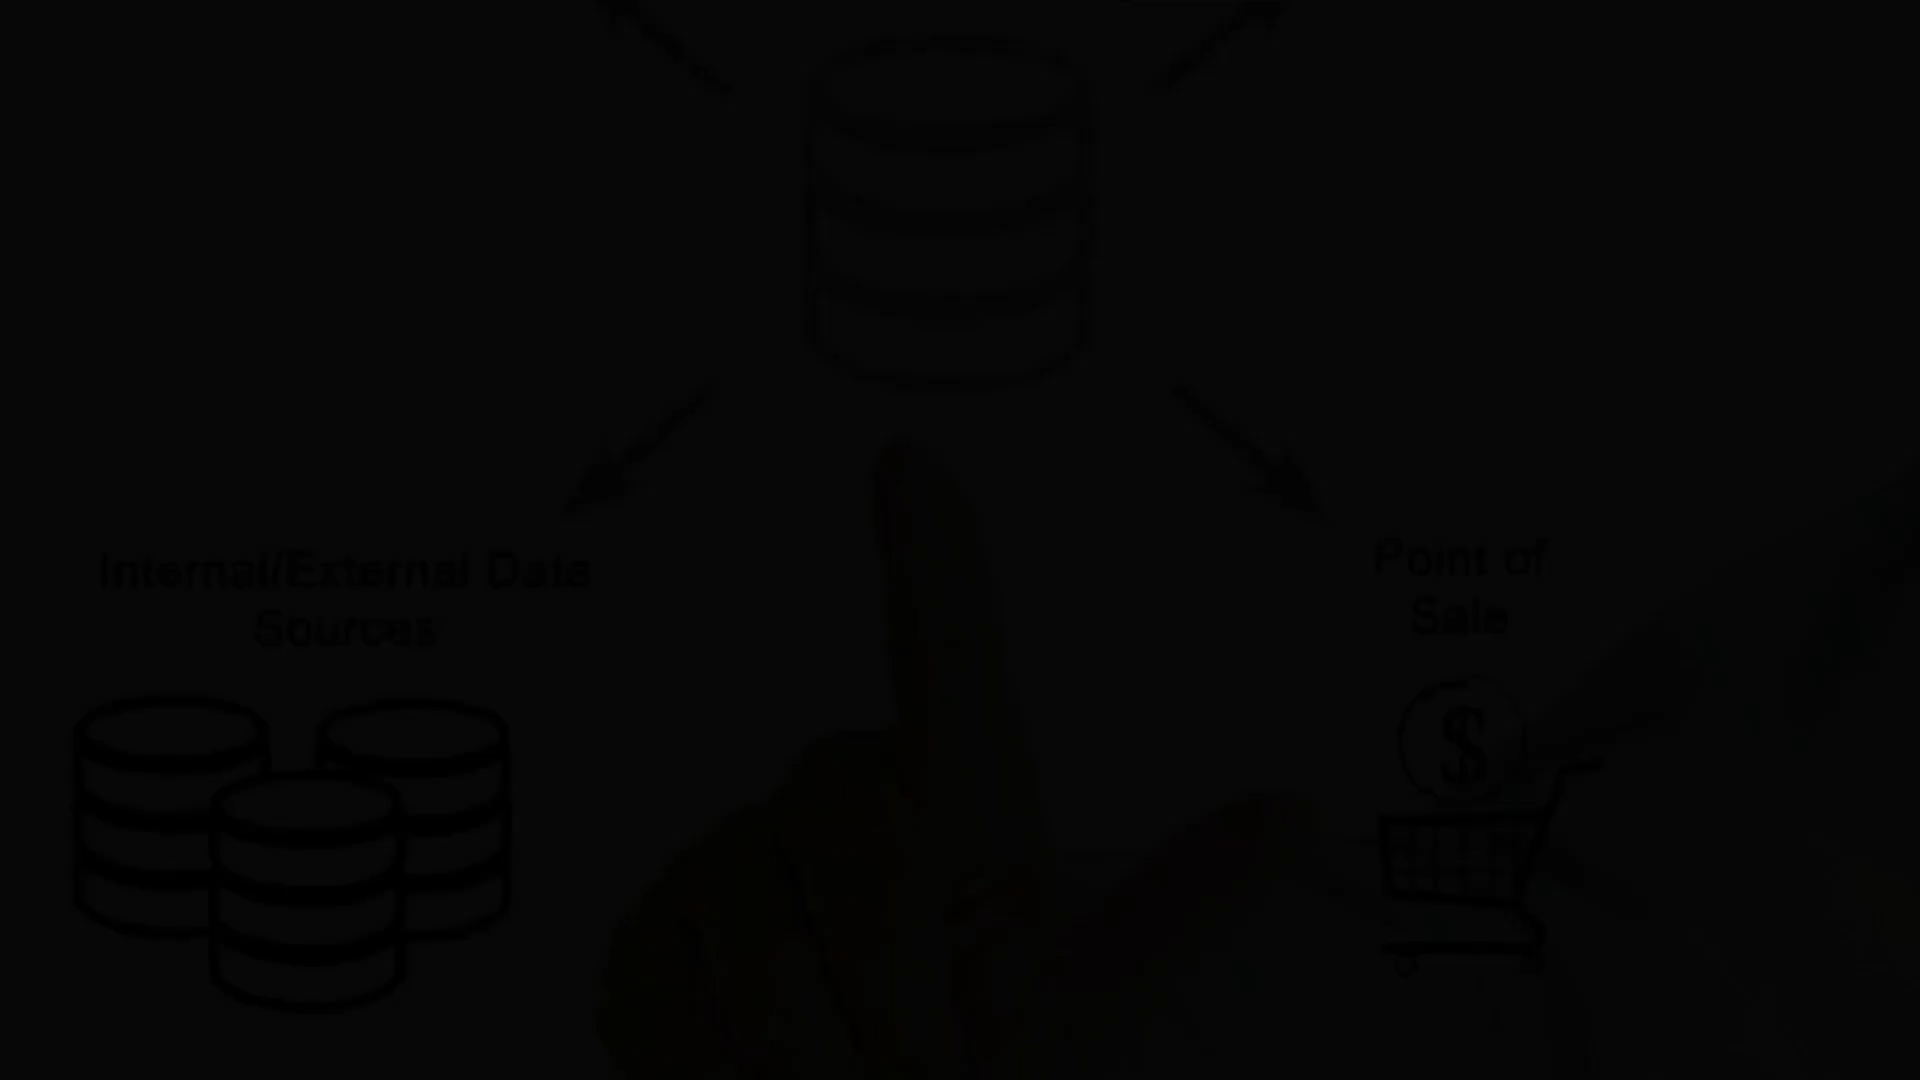 Internal/External Data
Sources
Point of
Sale
$